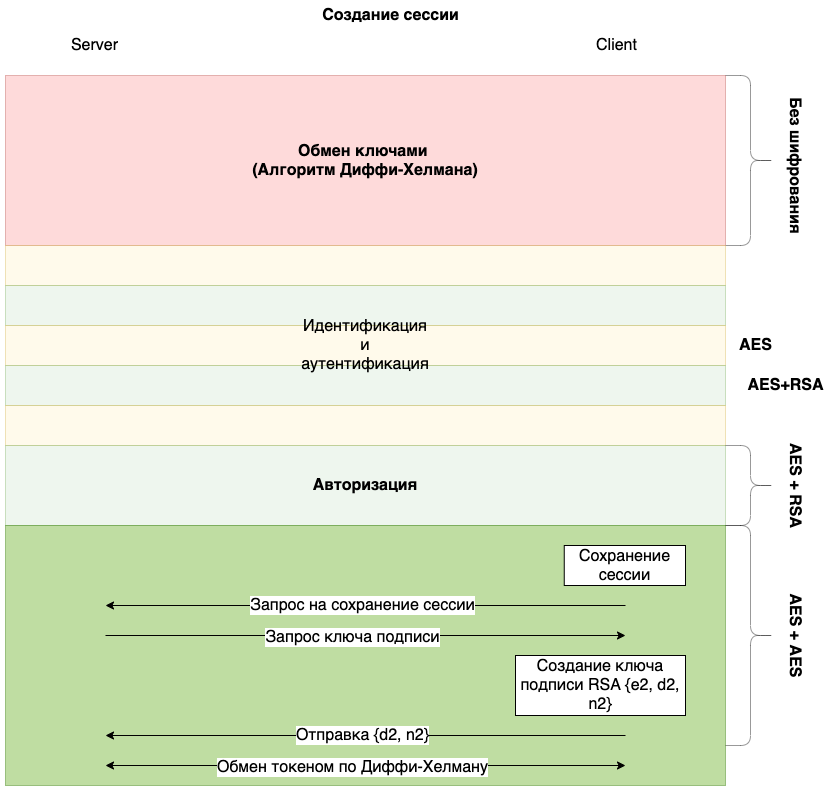 Создание сессии
Server
Client
Обмен ключами
(Алгоритм Диффи-Хелмана)
Без шифрования
Идентификация
и
аутентификация
AES
AES+RSA
Авторизация
AES + RSA
Сохранение
сессии
Запрос на сохранение сессии
Запрос ключа подписи
AES + AES
Создание ключа
подписи RSA {e2, d2,
n2}
Отправка {d2, n2}
Обмен токеном по Диффи-Хелману